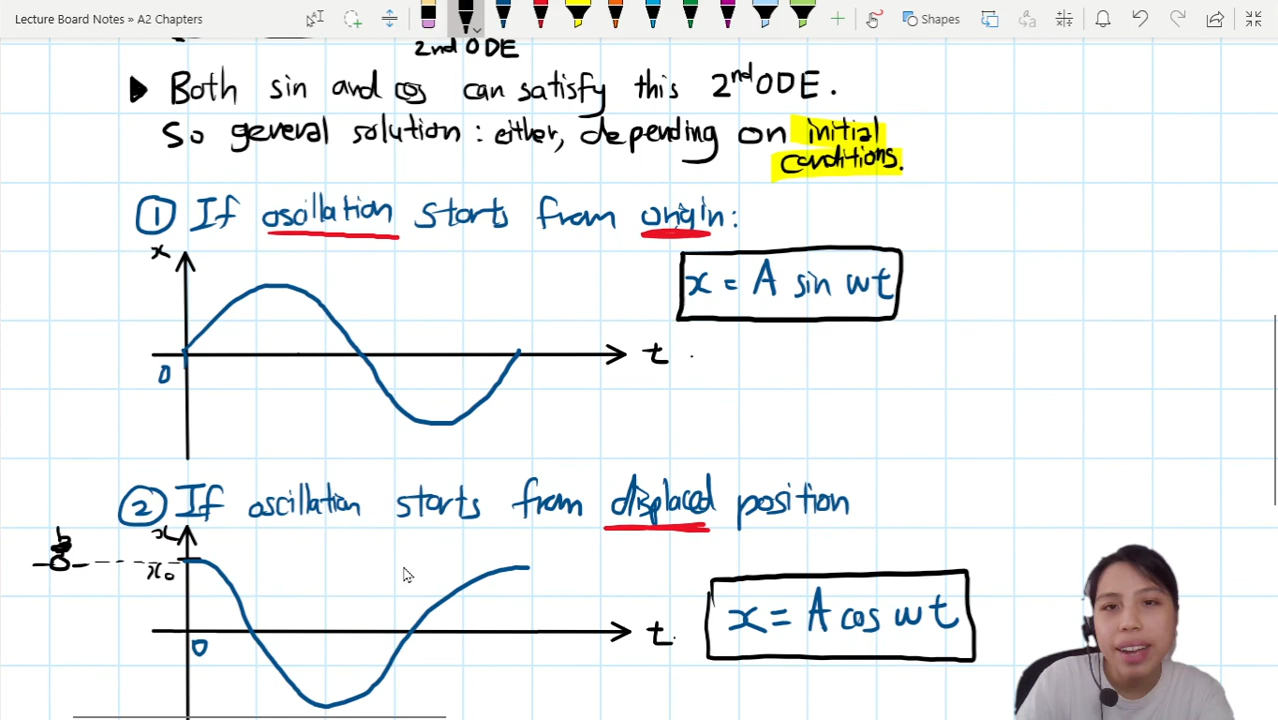 Lecture Board Notes » A2 Chapters
Shapes
2nd ODE
Both sin and cos can satisfy this 2nd ODE.
So general solution : either, depending on initial
conditions.
① If oscillation starts from origin:
x
x = A sin ωt
t
0
② If oscillation starts from displaced position
x
x₀
x = A cos ωt
t
0